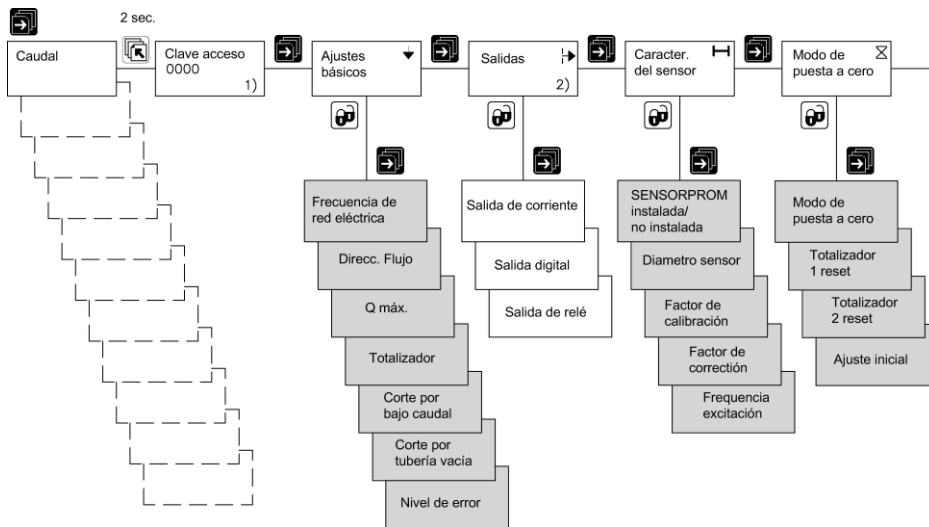 2 sec.
Caudal
Clave acceso
0000
1)
Ajustes
básicos
Salidas
2)
Caracter.
del sensor
Modo de
puesta a cero
Frecuencia de
red eléctrica
Direcc. Flujo
Q máx.
Totalizador
Corte por
bajo caudal
Corte por
tubería vacía
Nivel de error
Salida de corriente
Salida digital
Salida de relé
SENSORPROM
instalada/
no instalada
Diametro sensor
Factor de
calibración
Factor de
correctión
Frequencia
excitación
Modo de
puesta a cero
Totalizador
1 reset
Totalizador
2 reset
Ajuste inicial